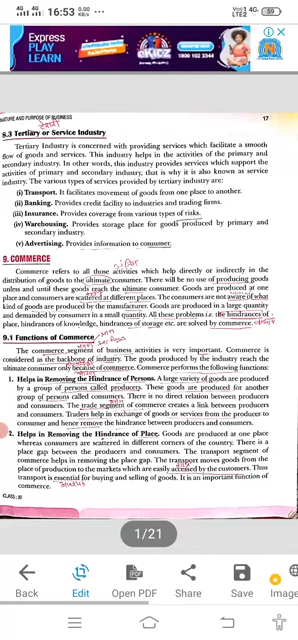 16:53
0.00 KB/s
Vo) 4G LTE2
59
Express
PLAY
LEARN
1800 102 3344
NATURE AND PURPOSE OF BUSINESS 17
8.3 Tertiary or Service Industry
Tertiary Industry is concerned with providing services which facilitate a smooth
flow of goods and services. This industry helps in the activities of the primary and
secondary industry. In other words, this industry provides services which support the
activities of primary and secondary industry, that is why it is also known as service
industry. The various types of services provided by tertiary industry are:
(i) Transport. It facilitates movement of goods from one place to another.
(ii) Banking. Provides credit facility to industries and trading firms.
(iii) Insurance. Provides coverage from various types of risks.
(iv) Warehousing. Provides storage place for goods produced by primary and
secondary industry.
(v) Advertising. Provides information to consumer.
9. COMMERCE
Commerce refers to all those activities which help directly or indirectly in the
distribution of goods to the ultimate consumer. There will be no use of producing goods
unless and until these goods reach the ultimate consumer. Goods are produced at one
place and consumers are scattered at different places. The consumers are not aware of what
kind of goods are produced by the manufacturer. Goods are produced in a large quantity
and demanded by consumers in a small quantity. All these problems i.e. the hindrances of
place, hindrances of knowledge, hindrances of storage etc. are solved by commerce.
9.1 Functions of Commerce
The commerce segment of business activities is very important. Commerce is
considered as the backbone of industry. The goods produced by the industry reach the
ultimate consumer only because of commerce. Commerce performs the following functions:
1. Helps in Removing the Hindrance of Persons. A large variety of goods are produced
by a group of persons called producers. These goods are produced for another
group of persons called consumers. There is no direct relation between producers
and consumers. The trade segment of commerce creates a link between producers
and consumers. Traders help in exchange of goods or services from the producer to
consumer and hence remove the hindrance between producers and consumers.
2. Helps in Removing the Hindrance of Place. Goods are produced at one place
whereas consumers are scattered in different corners of the country. There is a
place gap between the producers and consumers. The transport segment of
commerce helps in removing the place gap. The transport moves goods from the
place of production to the markets which are easily accessed by the customers. Thus
transport is essential for buying and selling of goods. It is an important function of
commerce.
CLASS : XI
1/21
Back
Edit
Open PDF
Share
Save
Image